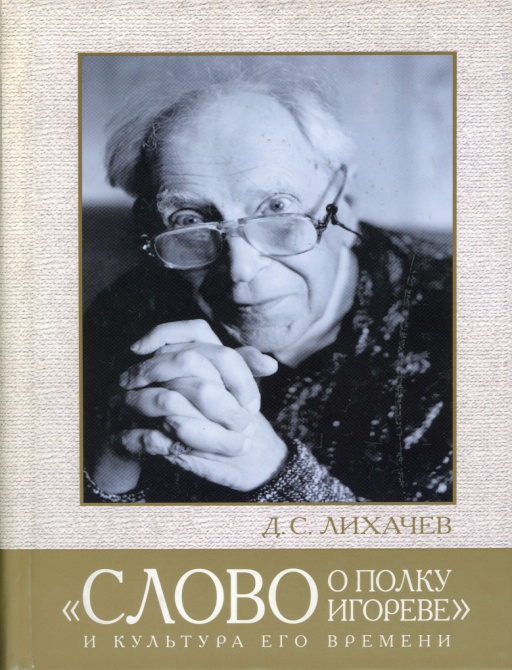 Д. С. ЛИХАЧЕВ
«СЛОВО О ПОЛКУ ИГОРЕВЕ»
И КУЛЬТУРА ЕГО ВРЕМЕНИ